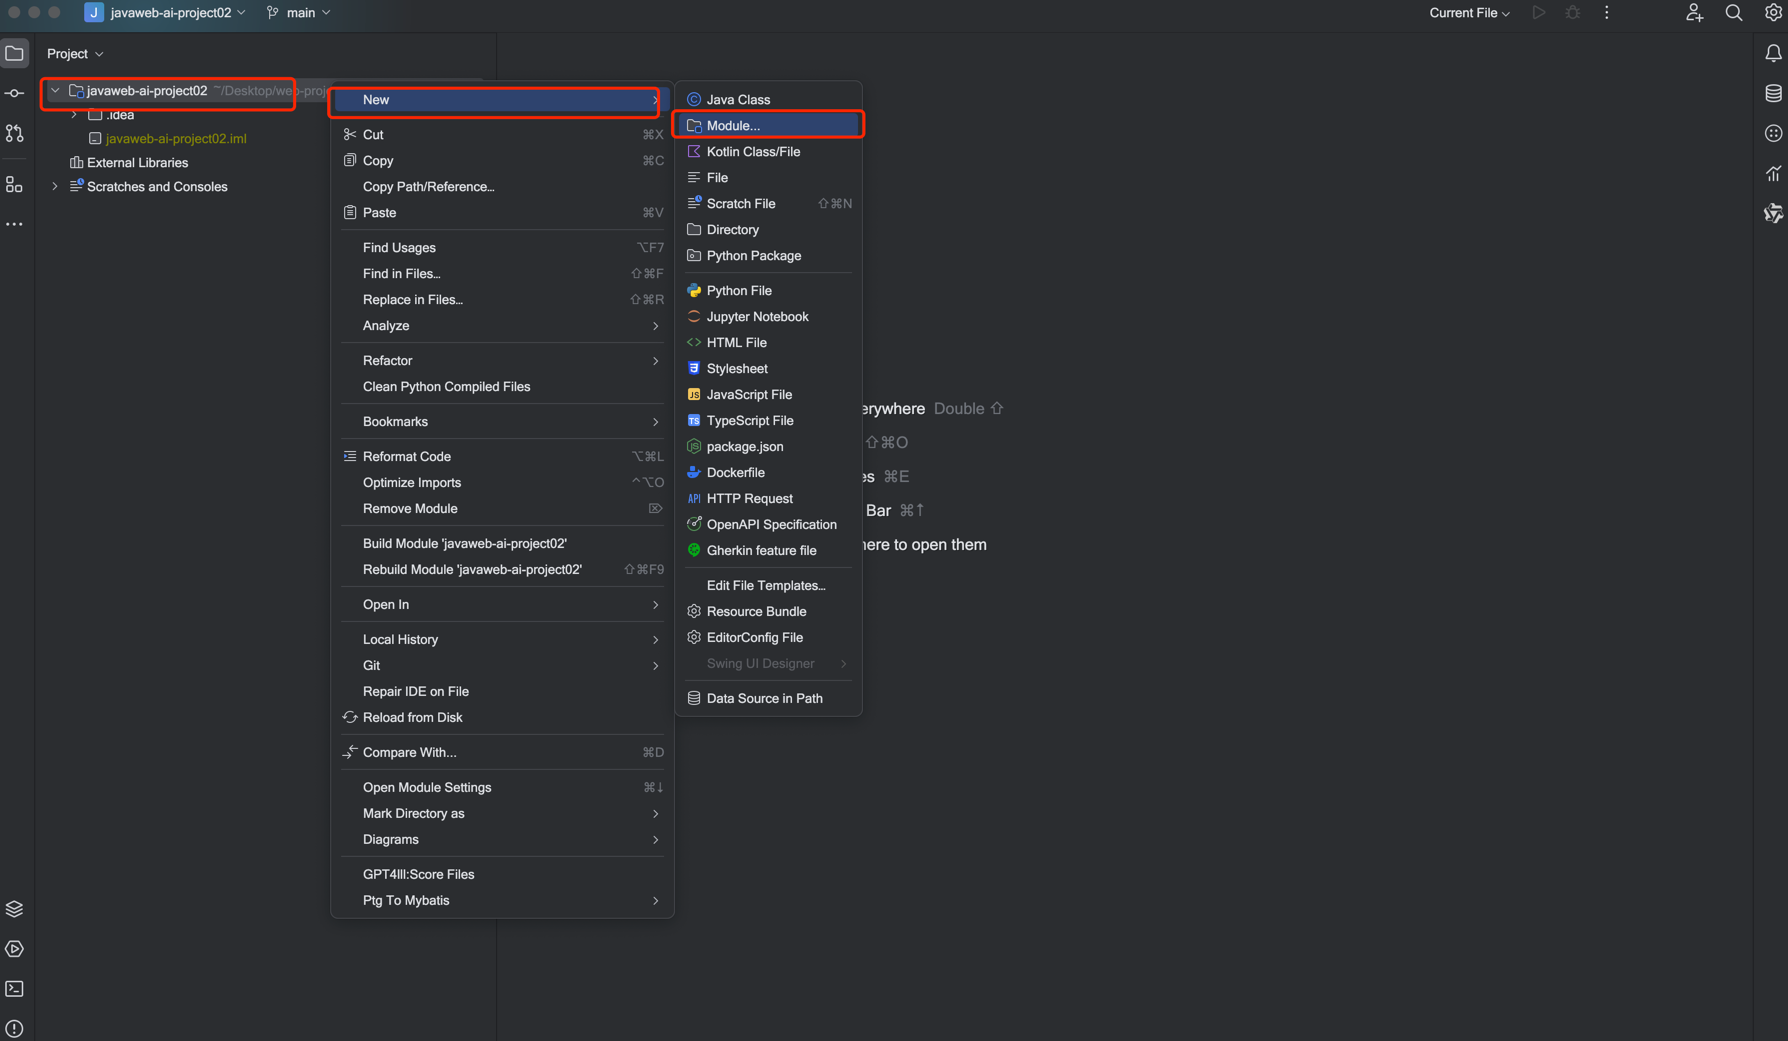 J javaweb-ai-project02 main Current File
Project
javaweb-ai-project02 ~/Desktop/web-proj
.idea
javaweb-ai-project02.iml
External Libraries
Scratches and Consoles
New
Cut ⌘X
Copy ⌘C
Copy Path/Reference...
Paste ⌘V
Find Usages ⌥F7
Find in Files... ⇧⌘F
Replace in Files... ⇧⌘R
Analyze
Refactor
Clean Python Compiled Files
Bookmarks
Reformat Code ⌥⌘L
Optimize Imports ^⌥O
Remove Module ⌦
Build Module 'javaweb-ai-project02'
Rebuild Module 'javaweb-ai-project02' ⇧⌘F9
Open In
Local History
Git
Repair IDE on File
Reload from Disk
Compare With... ⌘D
Open Module Settings ⌘↓
Mark Directory as
Diagrams
GPT4lll:Score Files
Ptg To Mybatis
Java Class
Module...
Kotlin Class/File
File
Scratch File ⇧⌘N
Directory
Python Package
Python File
Jupyter Notebook
HTML File
Stylesheet
JS JavaScript File
TS TypeScript File
package.json
Dockerfile
API HTTP Request
OpenAPI Specification
Gherkin feature file
Edit File Templates...
Resource Bundle
EditorConfig File
Swing UI Designer
Data Source in Path
erywhere Double ⇧
⇧⌘O
es ⌘E
Bar ⌘↑
here to open them